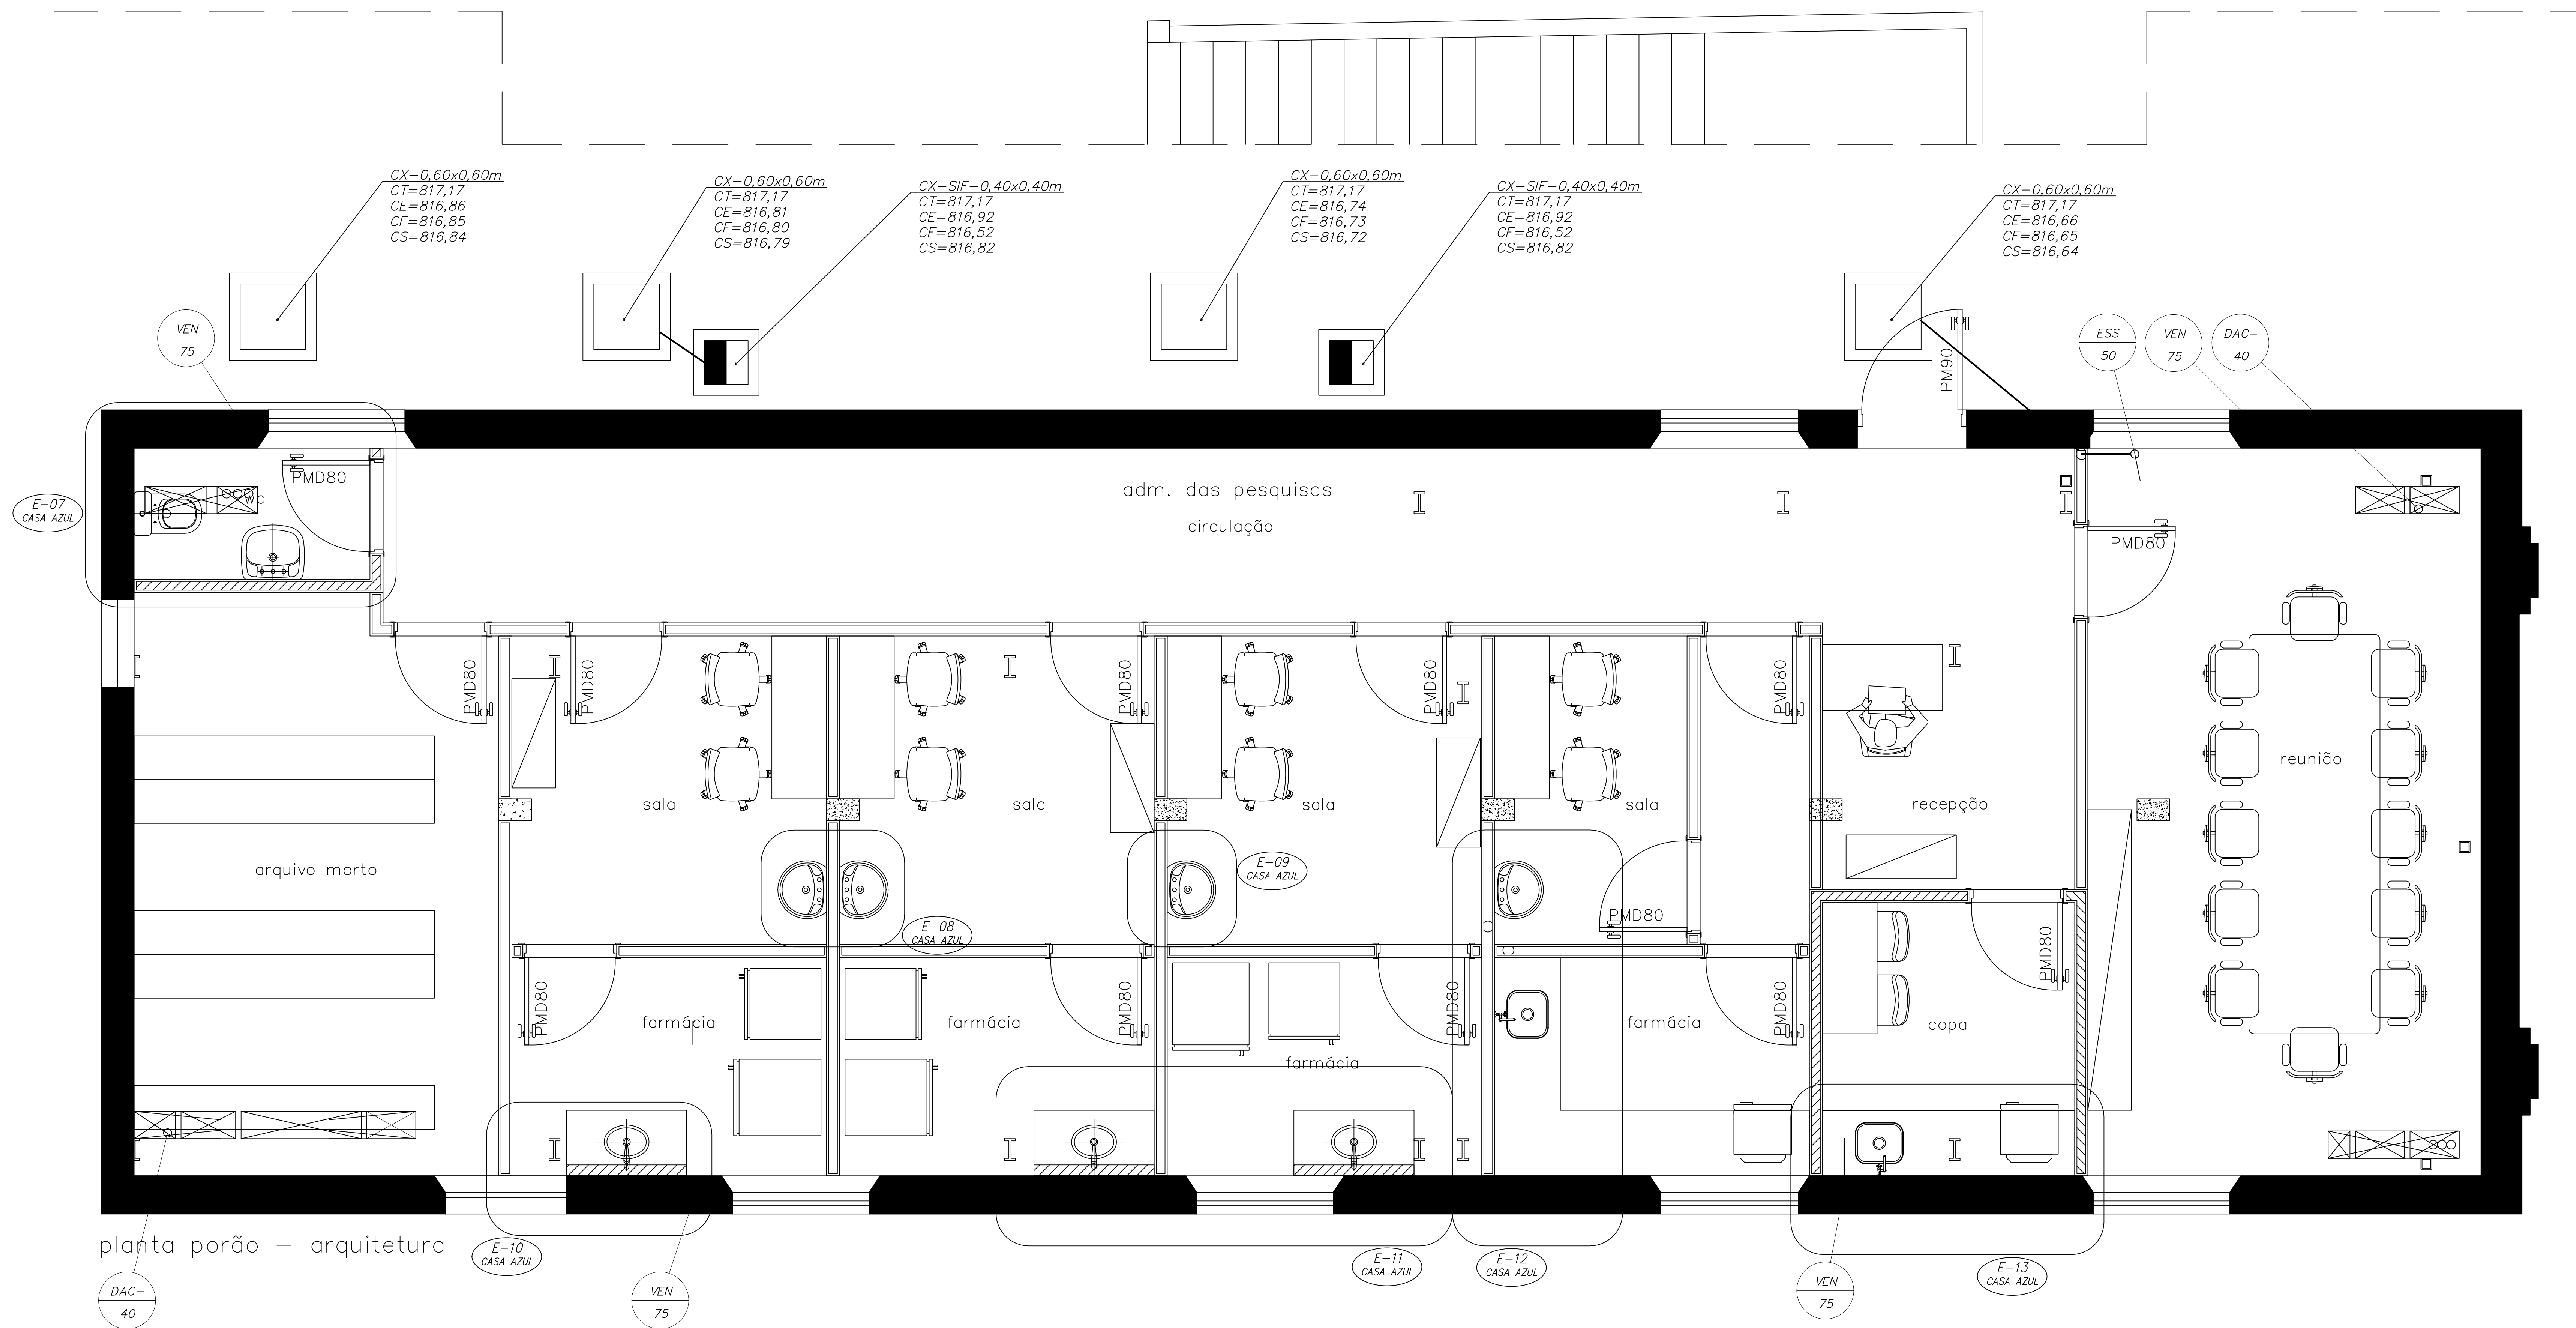 CX-0,60x0,60m
CT=817,17
CE=816,86
CF=816,85
CS=816,84
CX-0,60x0,60m
CT=817,17
CE=816,81
CF=816,80
CS=816,79
CX-SIF-0,40x0,40m
CT=817,17
CE=816,92
CF=816,52
CS=816,82
CX-0,60x0,60m
CT=817,17
CE=816,74
CF=816,73
CS=816,72
CX-SIF-0,40x0,40m
CT=817,17
CE=816,92
CF=816,52
CS=816,82
CX-0,60x0,60m
CT=817,17
CE=816,66
CF=816,65
CS=816,64
VEN
75
ESS
50
VEN
75
DAC-
40
PM90
PMD80
WC
E-07
CASA AZUL
adm. das pesquisas
circulação
PMD80
PMD80
PMD80
PMD80
PMD80
PMD80
reunião
sala
sala
sala
sala
recepção
arquivo morto
E-09
CASA AZUL
E-08
CASA AZUL
PMD80
PMD80
PMD80
PMD80
PMD80
PMD80
farmácia
farmácia
farmácia
farmácia
copa
planta porão – arquitetura
E-10
CASA AZUL
E-11
CASA AZUL
E-12
CASA AZUL
E-13
CASA AZUL
DAC-
40
VEN
75
VEN
75